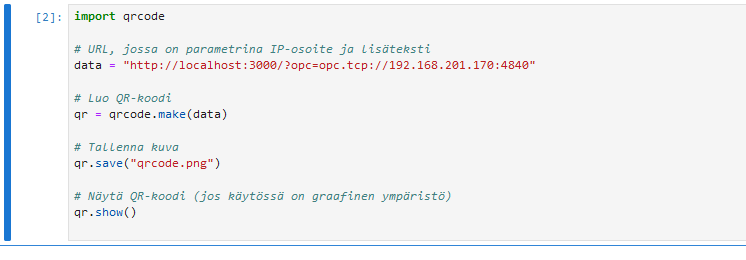 [2]: import qrcode
# URL, jossa on parametrina IP-osoite ja lisäteksti
data = "http://localhost:3000/?opc=opc.tcp://192.168.201.170:4840"
# Luo QR-koodi
qr = qrcode.make(data)
# Tallenna kuva
qr.save("qrcode.png")
# Näytä QR-koodi (jos käytössä on graafinen ympäristö)
qr.show()